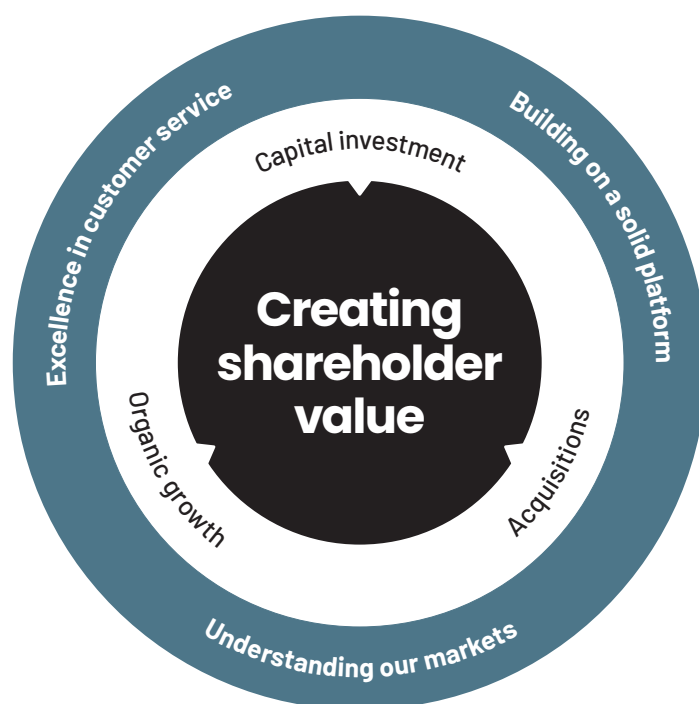 Excellence in customer service
Building on a solid platform
Capital investment
Creating
shareholder
value
Organic growth
Acquisitions
Understanding our markets